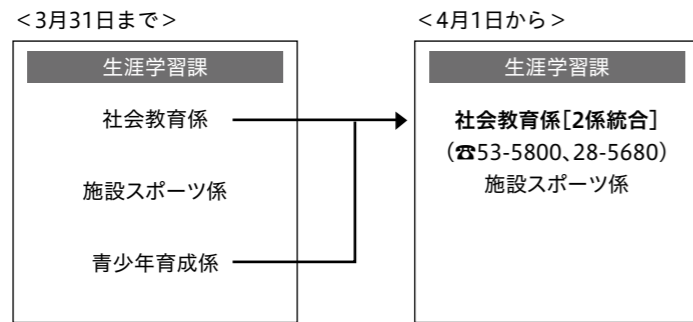 ＜3月31日まで＞
生涯学習課
社会教育係
施設スポーツ係
青少年育成係
＜4月1日から＞
生涯学習課
社会教育係［2係統合］
（☎53-5800、28-5680）
施設スポーツ係